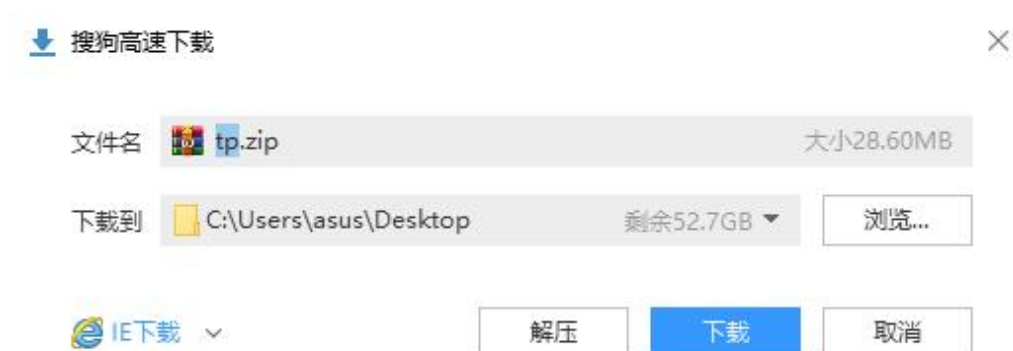 搜狗高速下载
文件名 tp.zip 大小28.60MB
下载到 C:\Users\asus\Desktop 剩余52.7GB 浏览...
IE下载 解压 下载 取消